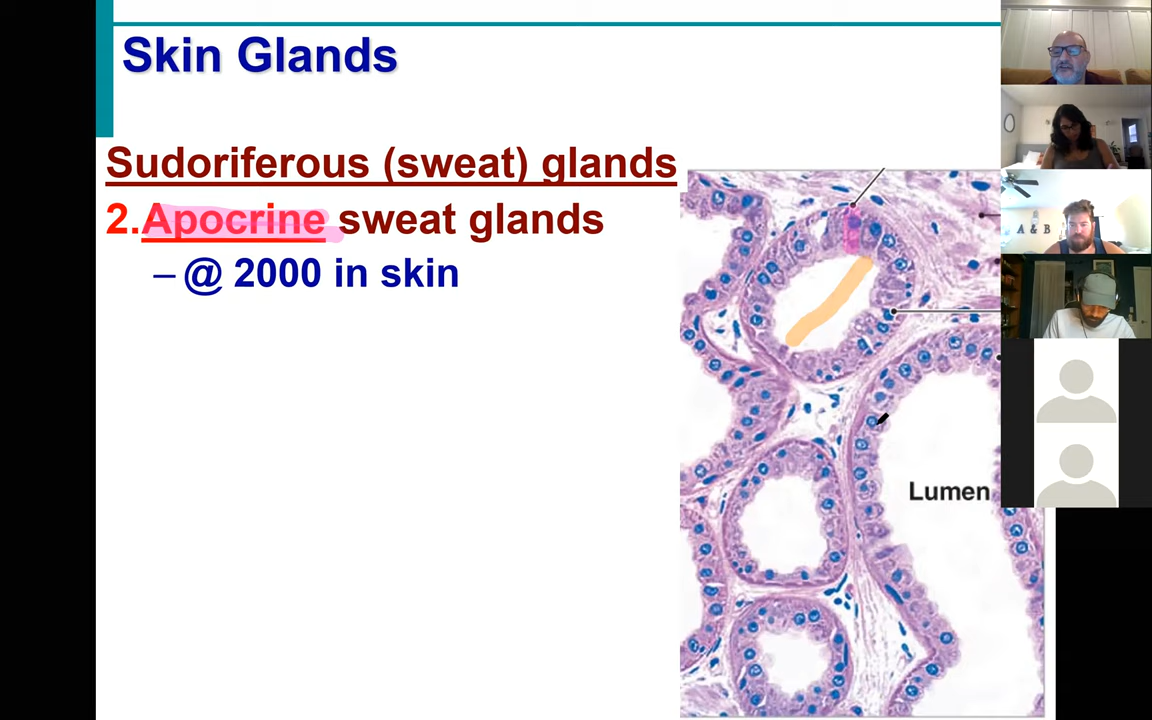 Skin Glands
Sudoriferous (sweat) glands
2.Apocrine sweat glands
– @ 2000 in skin
Lumen
A & B